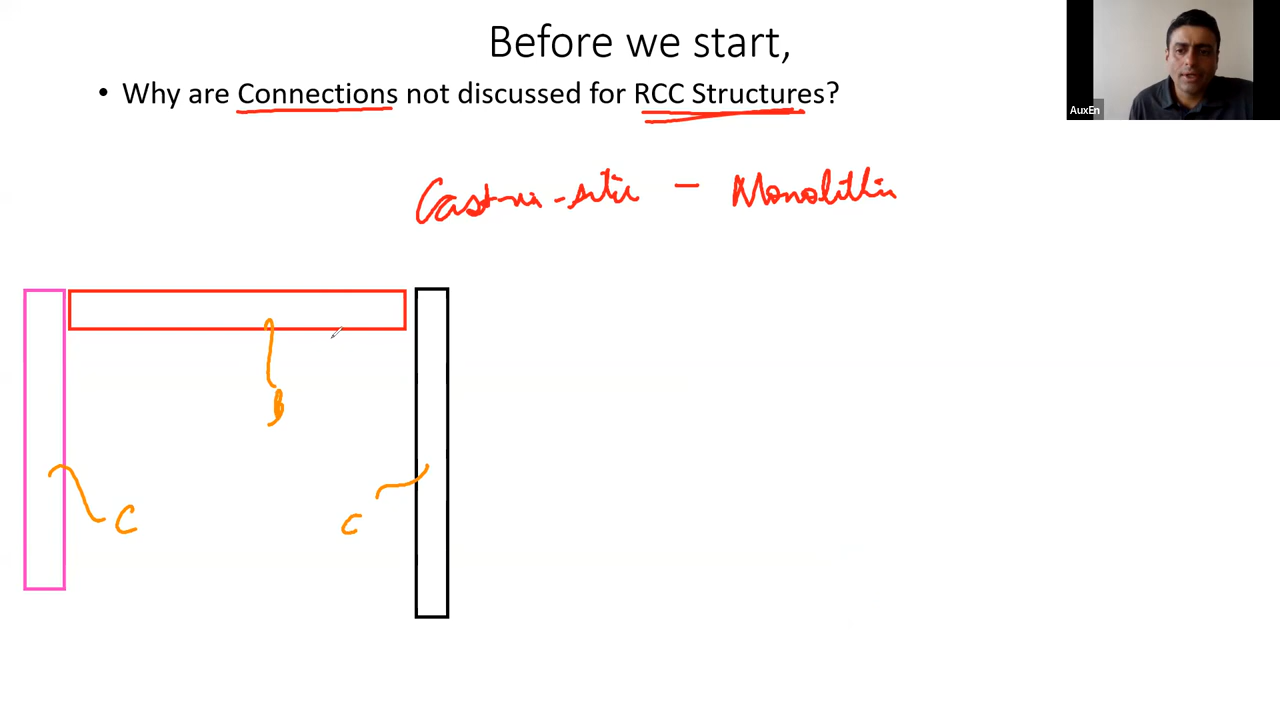 Before we start,
• Why are Connections not discussed for RCC Structures?
AuxEn
Cast-in-situ - Monolithic
B
C
C